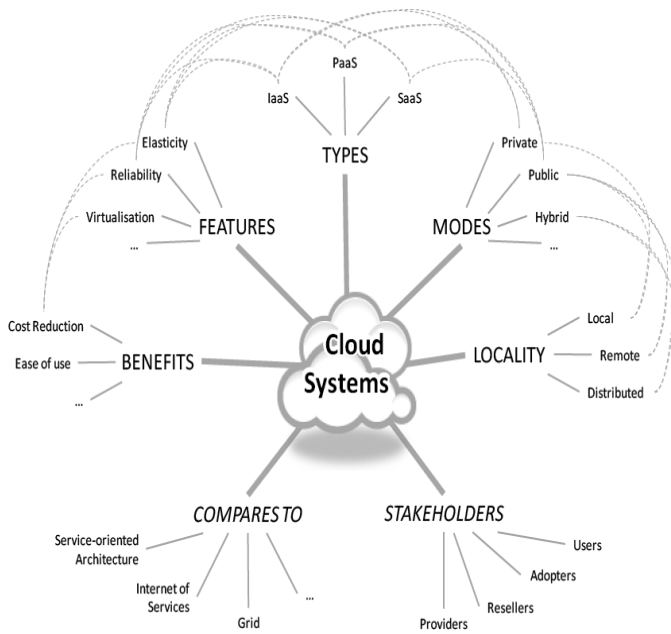 PaaS
IaaS
SaaS
TYPES
Elasticity
Reliability
Virtualisation
...
FEATURES
Private
Public
Hybrid
...
MODES
Cloud
Systems
Cost Reduction
Ease of use
...
BENEFITS
LOCALITY
Local
Remote
Distributed
COMPARES TO
Service-oriented
Architecture
Internet of
Services
Grid
...
STAKEHOLDERS
Users
Adopters
Resellers
Providers